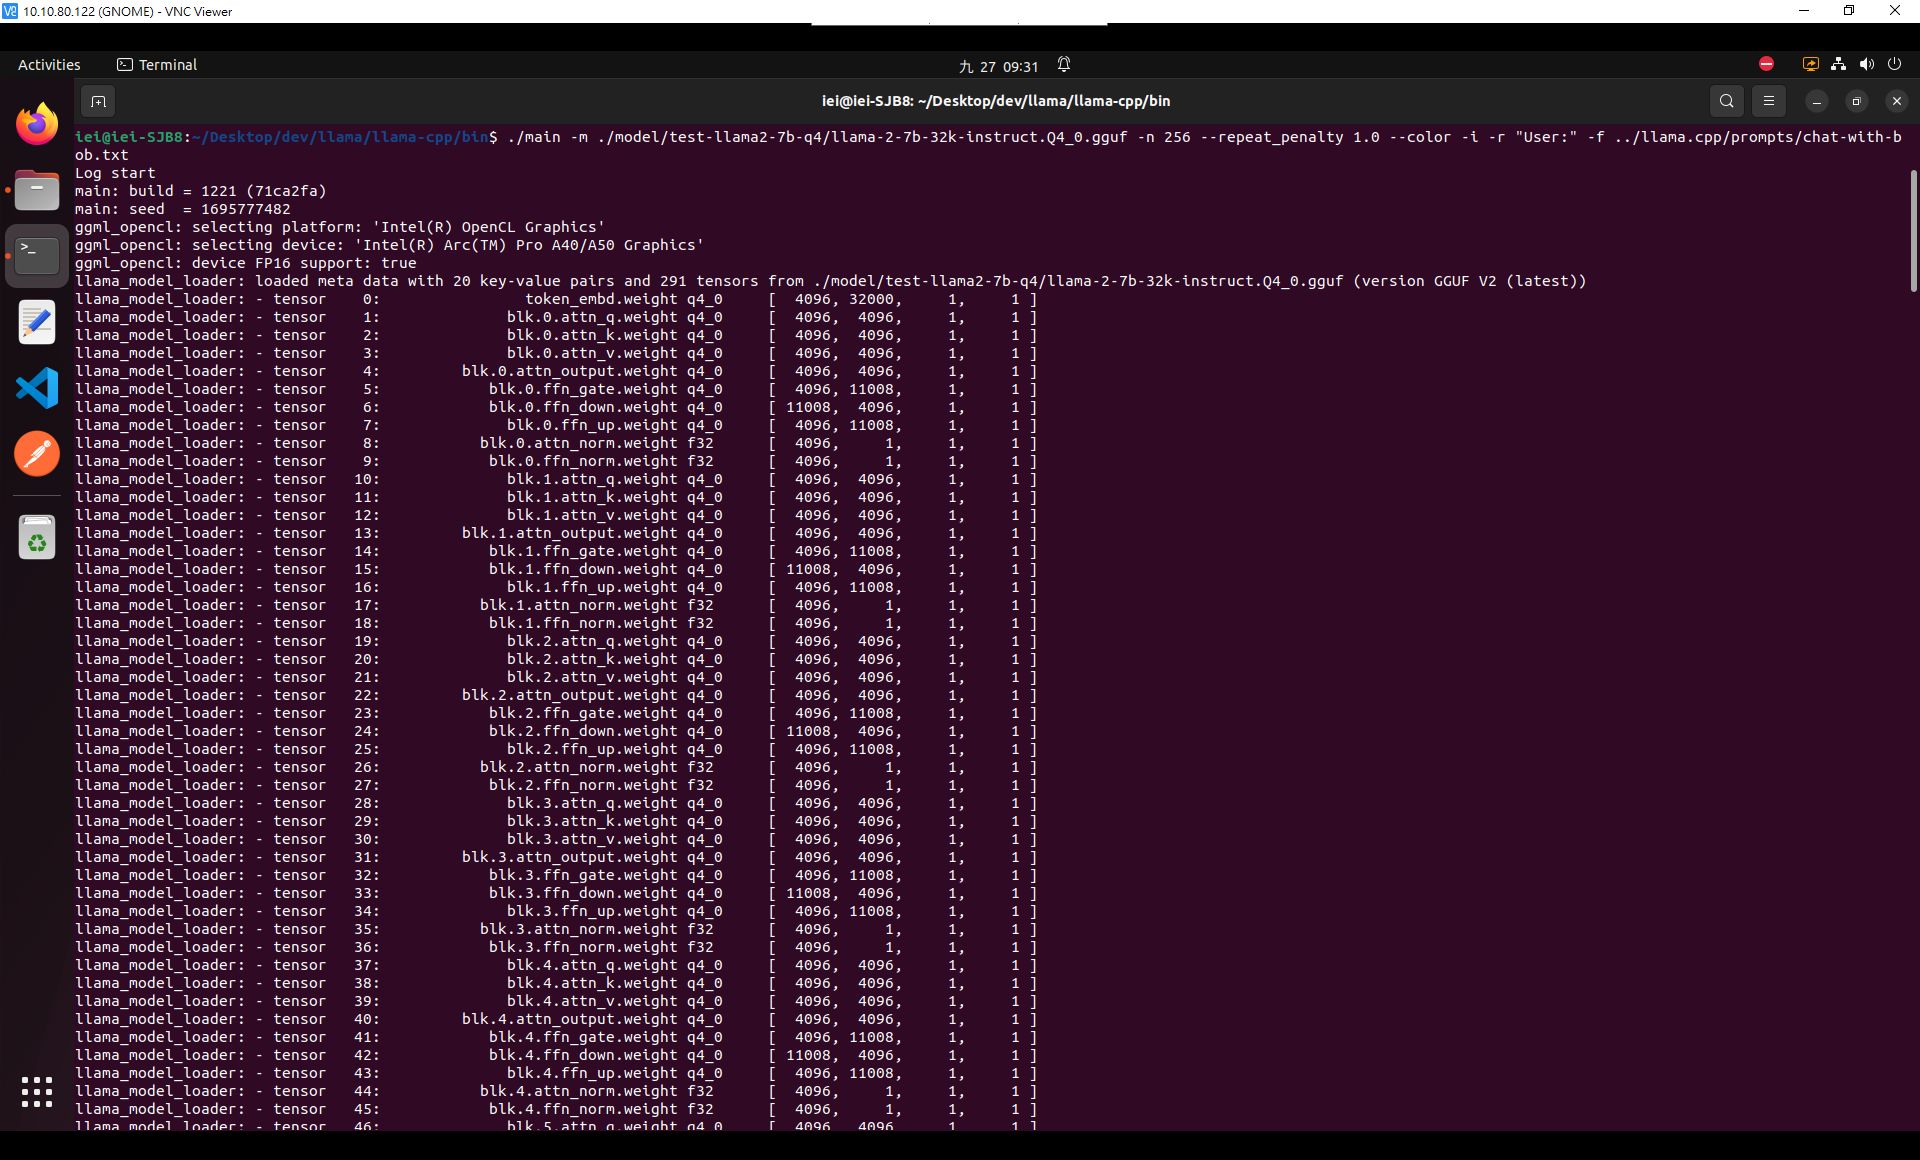 10.10.80.122 (GNOME) - VNC Viewer
Activities
Terminal
九 27 09:31
iei@iei-SJB8: ~/Desktop/dev/llama/llama-cpp/bin
iei@iei-SJB8:~/Desktop/dev/llama/llama-cpp/bin$ ./main -m ./model/test-llama2-7b-q4/llama-2-7b-32k-instruct.Q4_0.gguf -n 256 --repeat_penalty 1.0 --color -i -r "User:" -f ../llama.cpp/prompts/chat-with-b
ob.txt
Log start
main: build = 1221 (71ca2fa)
main: seed  = 1695777482
ggml_opencl: selecting platform: 'Intel(R) OpenCL Graphics'
ggml_opencl: selecting device: 'Intel(R) Arc(TM) Pro A40/A50 Graphics'
ggml_opencl: device FP16 support: true
llama_model_loader: loaded meta data with 20 key-value pairs and 291 tensors from ./model/test-llama2-7b-q4/llama-2-7b-32k-instruct.Q4_0.gguf (version GGUF V2 (latest))
llama_model_loader: - tensor    0:                token_embd.weight q4_0     [  4096, 32000,     1,     1 ]
llama_model_loader: - tensor    1:              blk.0.attn_q.weight q4_0     [  4096,  4096,     1,     1 ]
llama_model_loader: - tensor    2:              blk.0.attn_k.weight q4_0     [  4096,  4096,     1,     1 ]
llama_model_loader: - tensor    3:              blk.0.attn_v.weight q4_0     [  4096,  4096,     1,     1 ]
llama_model_loader: - tensor    4:         blk.0.attn_output.weight q4_0     [  4096,  4096,     1,     1 ]
llama_model_loader: - tensor    5:            blk.0.ffn_gate.weight q4_0     [  4096, 11008,     1,     1 ]
llama_model_loader: - tensor    6:            blk.0.ffn_down.weight q4_0     [ 11008,  4096,     1,     1 ]
llama_model_loader: - tensor    7:              blk.0.ffn_up.weight q4_0     [  4096, 11008,     1,     1 ]
llama_model_loader: - tensor    8:           blk.0.attn_norm.weight f32      [  4096,     1,     1,     1 ]
llama_model_loader: - tensor    9:            blk.0.ffn_norm.weight f32      [  4096,     1,     1,     1 ]
llama_model_loader: - tensor   10:              blk.1.attn_q.weight q4_0     [  4096,  4096,     1,     1 ]
llama_model_loader: - tensor   11:              blk.1.attn_k.weight q4_0     [  4096,  4096,     1,     1 ]
llama_model_loader: - tensor   12:              blk.1.attn_v.weight q4_0     [  4096,  4096,     1,     1 ]
llama_model_loader: - tensor   13:         blk.1.attn_output.weight q4_0     [  4096,  4096,     1,     1 ]
llama_model_loader: - tensor   14:            blk.1.ffn_gate.weight q4_0     [  4096, 11008,     1,     1 ]
llama_model_loader: - tensor   15:            blk.1.ffn_down.weight q4_0     [ 11008,  4096,     1,     1 ]
llama_model_loader: - tensor   16:              blk.1.ffn_up.weight q4_0     [  4096, 11008,     1,     1 ]
llama_model_loader: - tensor   17:           blk.1.attn_norm.weight f32      [  4096,     1,     1,     1 ]
llama_model_loader: - tensor   18:            blk.1.ffn_norm.weight f32      [  4096,     1,     1,     1 ]
llama_model_loader: - tensor   19:              blk.2.attn_q.weight q4_0     [  4096,  4096,     1,     1 ]
llama_model_loader: - tensor   20:              blk.2.attn_k.weight q4_0     [  4096,  4096,     1,     1 ]
llama_model_loader: - tensor   21:              blk.2.attn_v.weight q4_0     [  4096,  4096,     1,     1 ]
llama_model_loader: - tensor   22:         blk.2.attn_output.weight q4_0     [  4096,  4096,     1,     1 ]
llama_model_loader: - tensor   23:            blk.2.ffn_gate.weight q4_0     [  4096, 11008,     1,     1 ]
llama_model_loader: - tensor   24:            blk.2.ffn_down.weight q4_0     [ 11008,  4096,     1,     1 ]
llama_model_loader: - tensor   25:              blk.2.ffn_up.weight q4_0     [  4096, 11008,     1,     1 ]
llama_model_loader: - tensor   26:           blk.2.attn_norm.weight f32      [  4096,     1,     1,     1 ]
llama_model_loader: - tensor   27:            blk.2.ffn_norm.weight f32      [  4096,     1,     1,     1 ]
llama_model_loader: - tensor   28:              blk.3.attn_q.weight q4_0     [  4096,  4096,     1,     1 ]
llama_model_loader: - tensor   29:              blk.3.attn_k.weight q4_0     [  4096,  4096,     1,     1 ]
llama_model_loader: - tensor   30:              blk.3.attn_v.weight q4_0     [  4096,  4096,     1,     1 ]
llama_model_loader: - tensor   31:         blk.3.attn_output.weight q4_0     [  4096,  4096,     1,     1 ]
llama_model_loader: - tensor   32:            blk.3.ffn_gate.weight q4_0     [  4096, 11008,     1,     1 ]
llama_model_loader: - tensor   33:            blk.3.ffn_down.weight q4_0     [ 11008,  4096,     1,     1 ]
llama_model_loader: - tensor   34:              blk.3.ffn_up.weight q4_0     [  4096, 11008,     1,     1 ]
llama_model_loader: - tensor   35:           blk.3.attn_norm.weight f32      [  4096,     1,     1,     1 ]
llama_model_loader: - tensor   36:            blk.3.ffn_norm.weight f32      [  4096,     1,     1,     1 ]
llama_model_loader: - tensor   37:              blk.4.attn_q.weight q4_0     [  4096,  4096,     1,     1 ]
llama_model_loader: - tensor   38:              blk.4.attn_k.weight q4_0     [  4096,  4096,     1,     1 ]
llama_model_loader: - tensor   39:              blk.4.attn_v.weight q4_0     [  4096,  4096,     1,     1 ]
llama_model_loader: - tensor   40:         blk.4.attn_output.weight q4_0     [  4096,  4096,     1,     1 ]
llama_model_loader: - tensor   41:            blk.4.ffn_gate.weight q4_0     [  4096, 11008,     1,     1 ]
llama_model_loader: - tensor   42:            blk.4.ffn_down.weight q4_0     [ 11008,  4096,     1,     1 ]
llama_model_loader: - tensor   43:              blk.4.ffn_up.weight q4_0     [  4096, 11008,     1,     1 ]
llama_model_loader: - tensor   44:           blk.4.attn_norm.weight f32      [  4096,     1,     1,     1 ]
llama_model_loader: - tensor   45:            blk.4.ffn_norm.weight f32      [  4096,     1,     1,     1 ]
llama_model_loader: - tensor   46:              blk.5.attn_q.weight q4_0     [  4096,  4096,     1,     1 ]